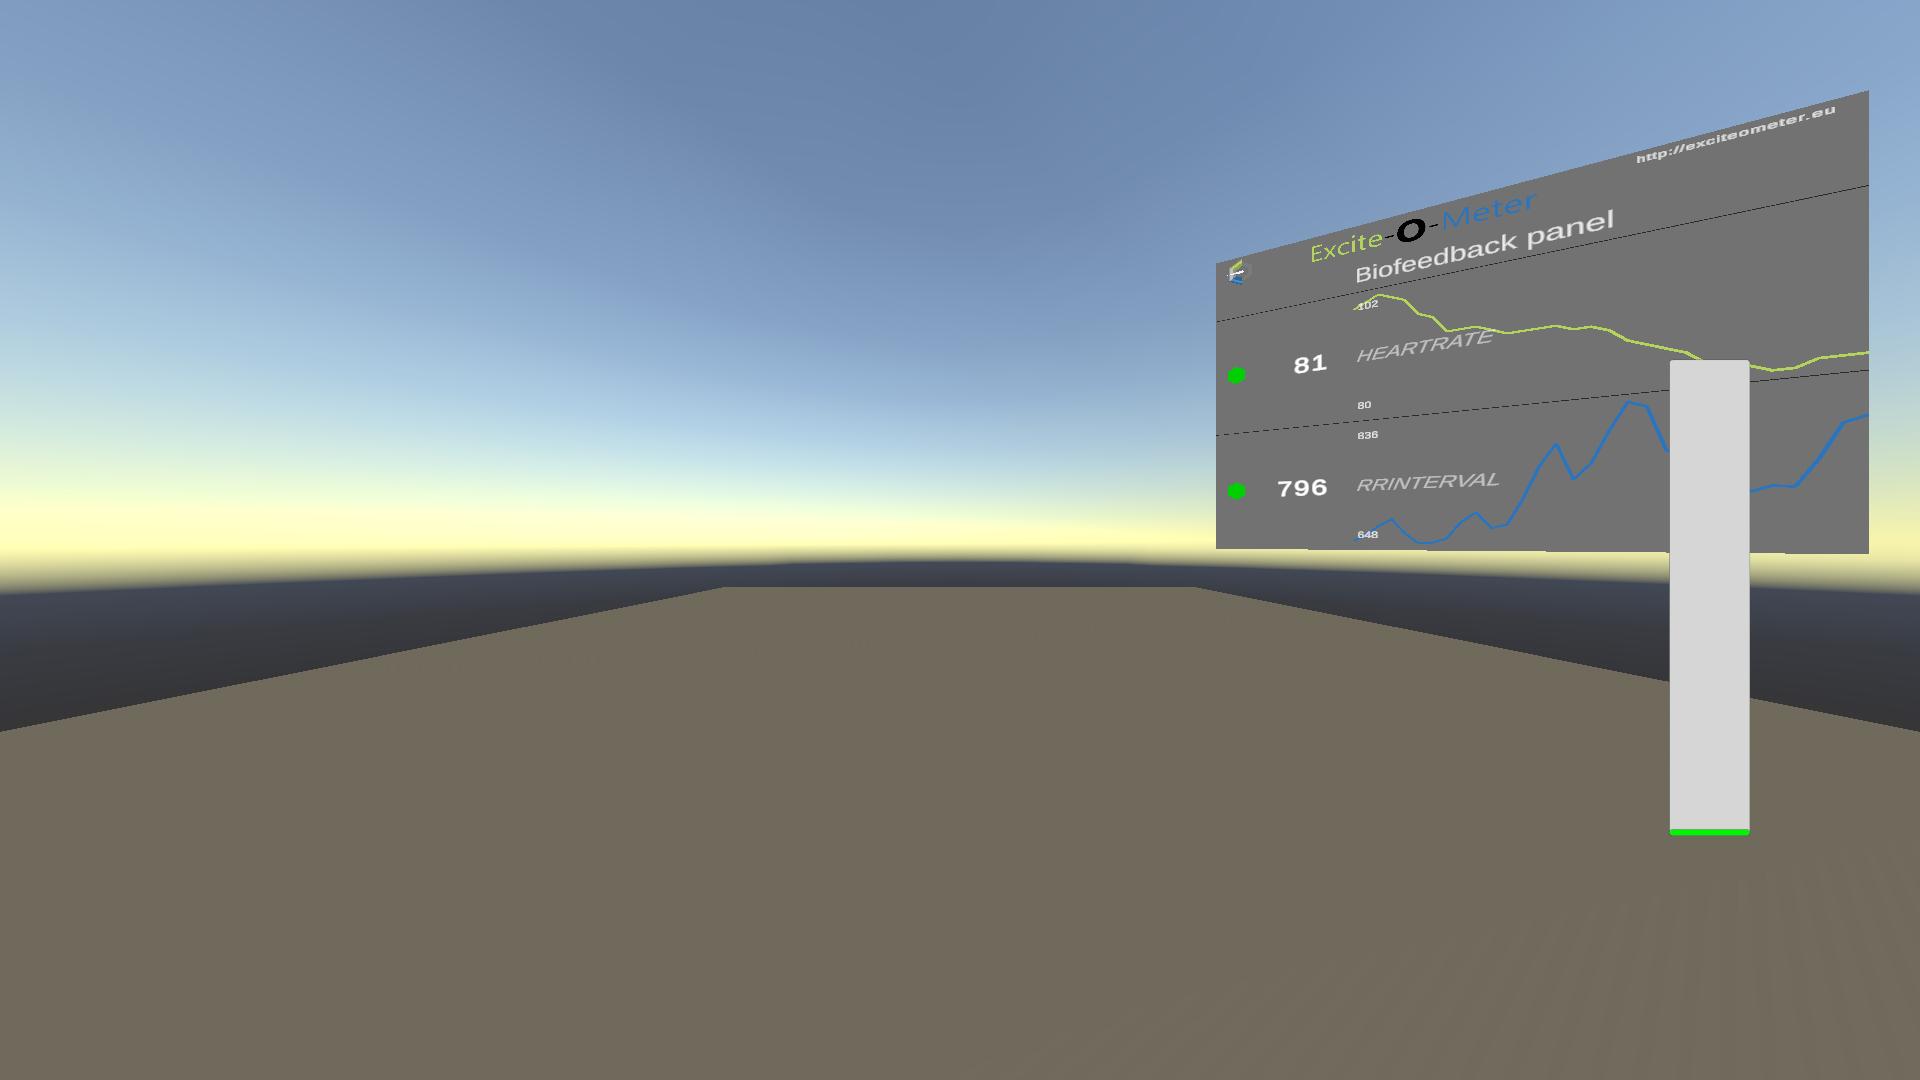 http://exciteometer.eu
Excite-O-Meter
Biofeedback panel
102
81
HEARTRATE
80
836
796
RRINTERVAL
648